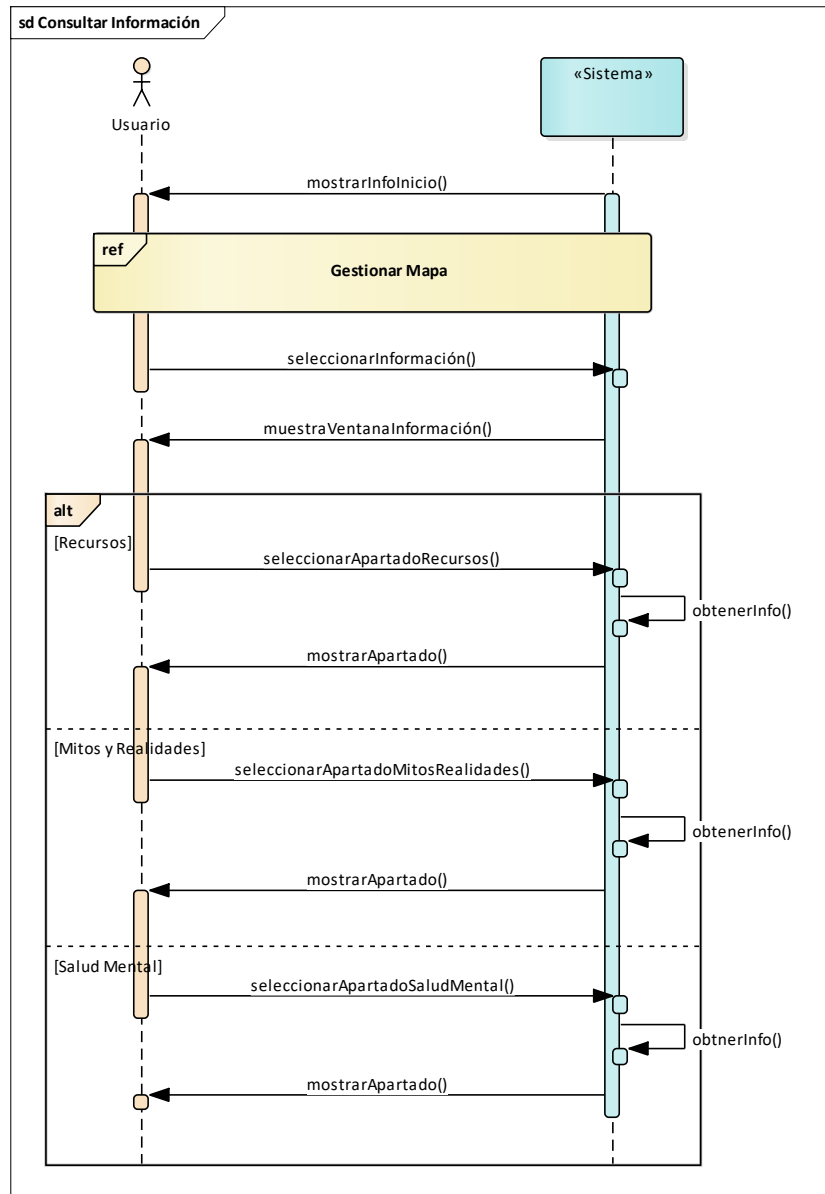 sd Consultar Información
Usuario
«Sistema»
mostrarInfoInicio()
ref
Gestionar Mapa
seleccionarInformación()
muestraVentanaInformación()
alt
[Recursos]
seleccionarApartadoRecursos()
obtenerInfo()
mostrarApartado()
[Mitos y Realidades]
seleccionarApartadoMitosRealidades()
obtenerInfo()
mostrarApartado()
[Salud Mental]
seleccionarApartadoSaludMental()
obtnerInfo()
mostrarApartado()